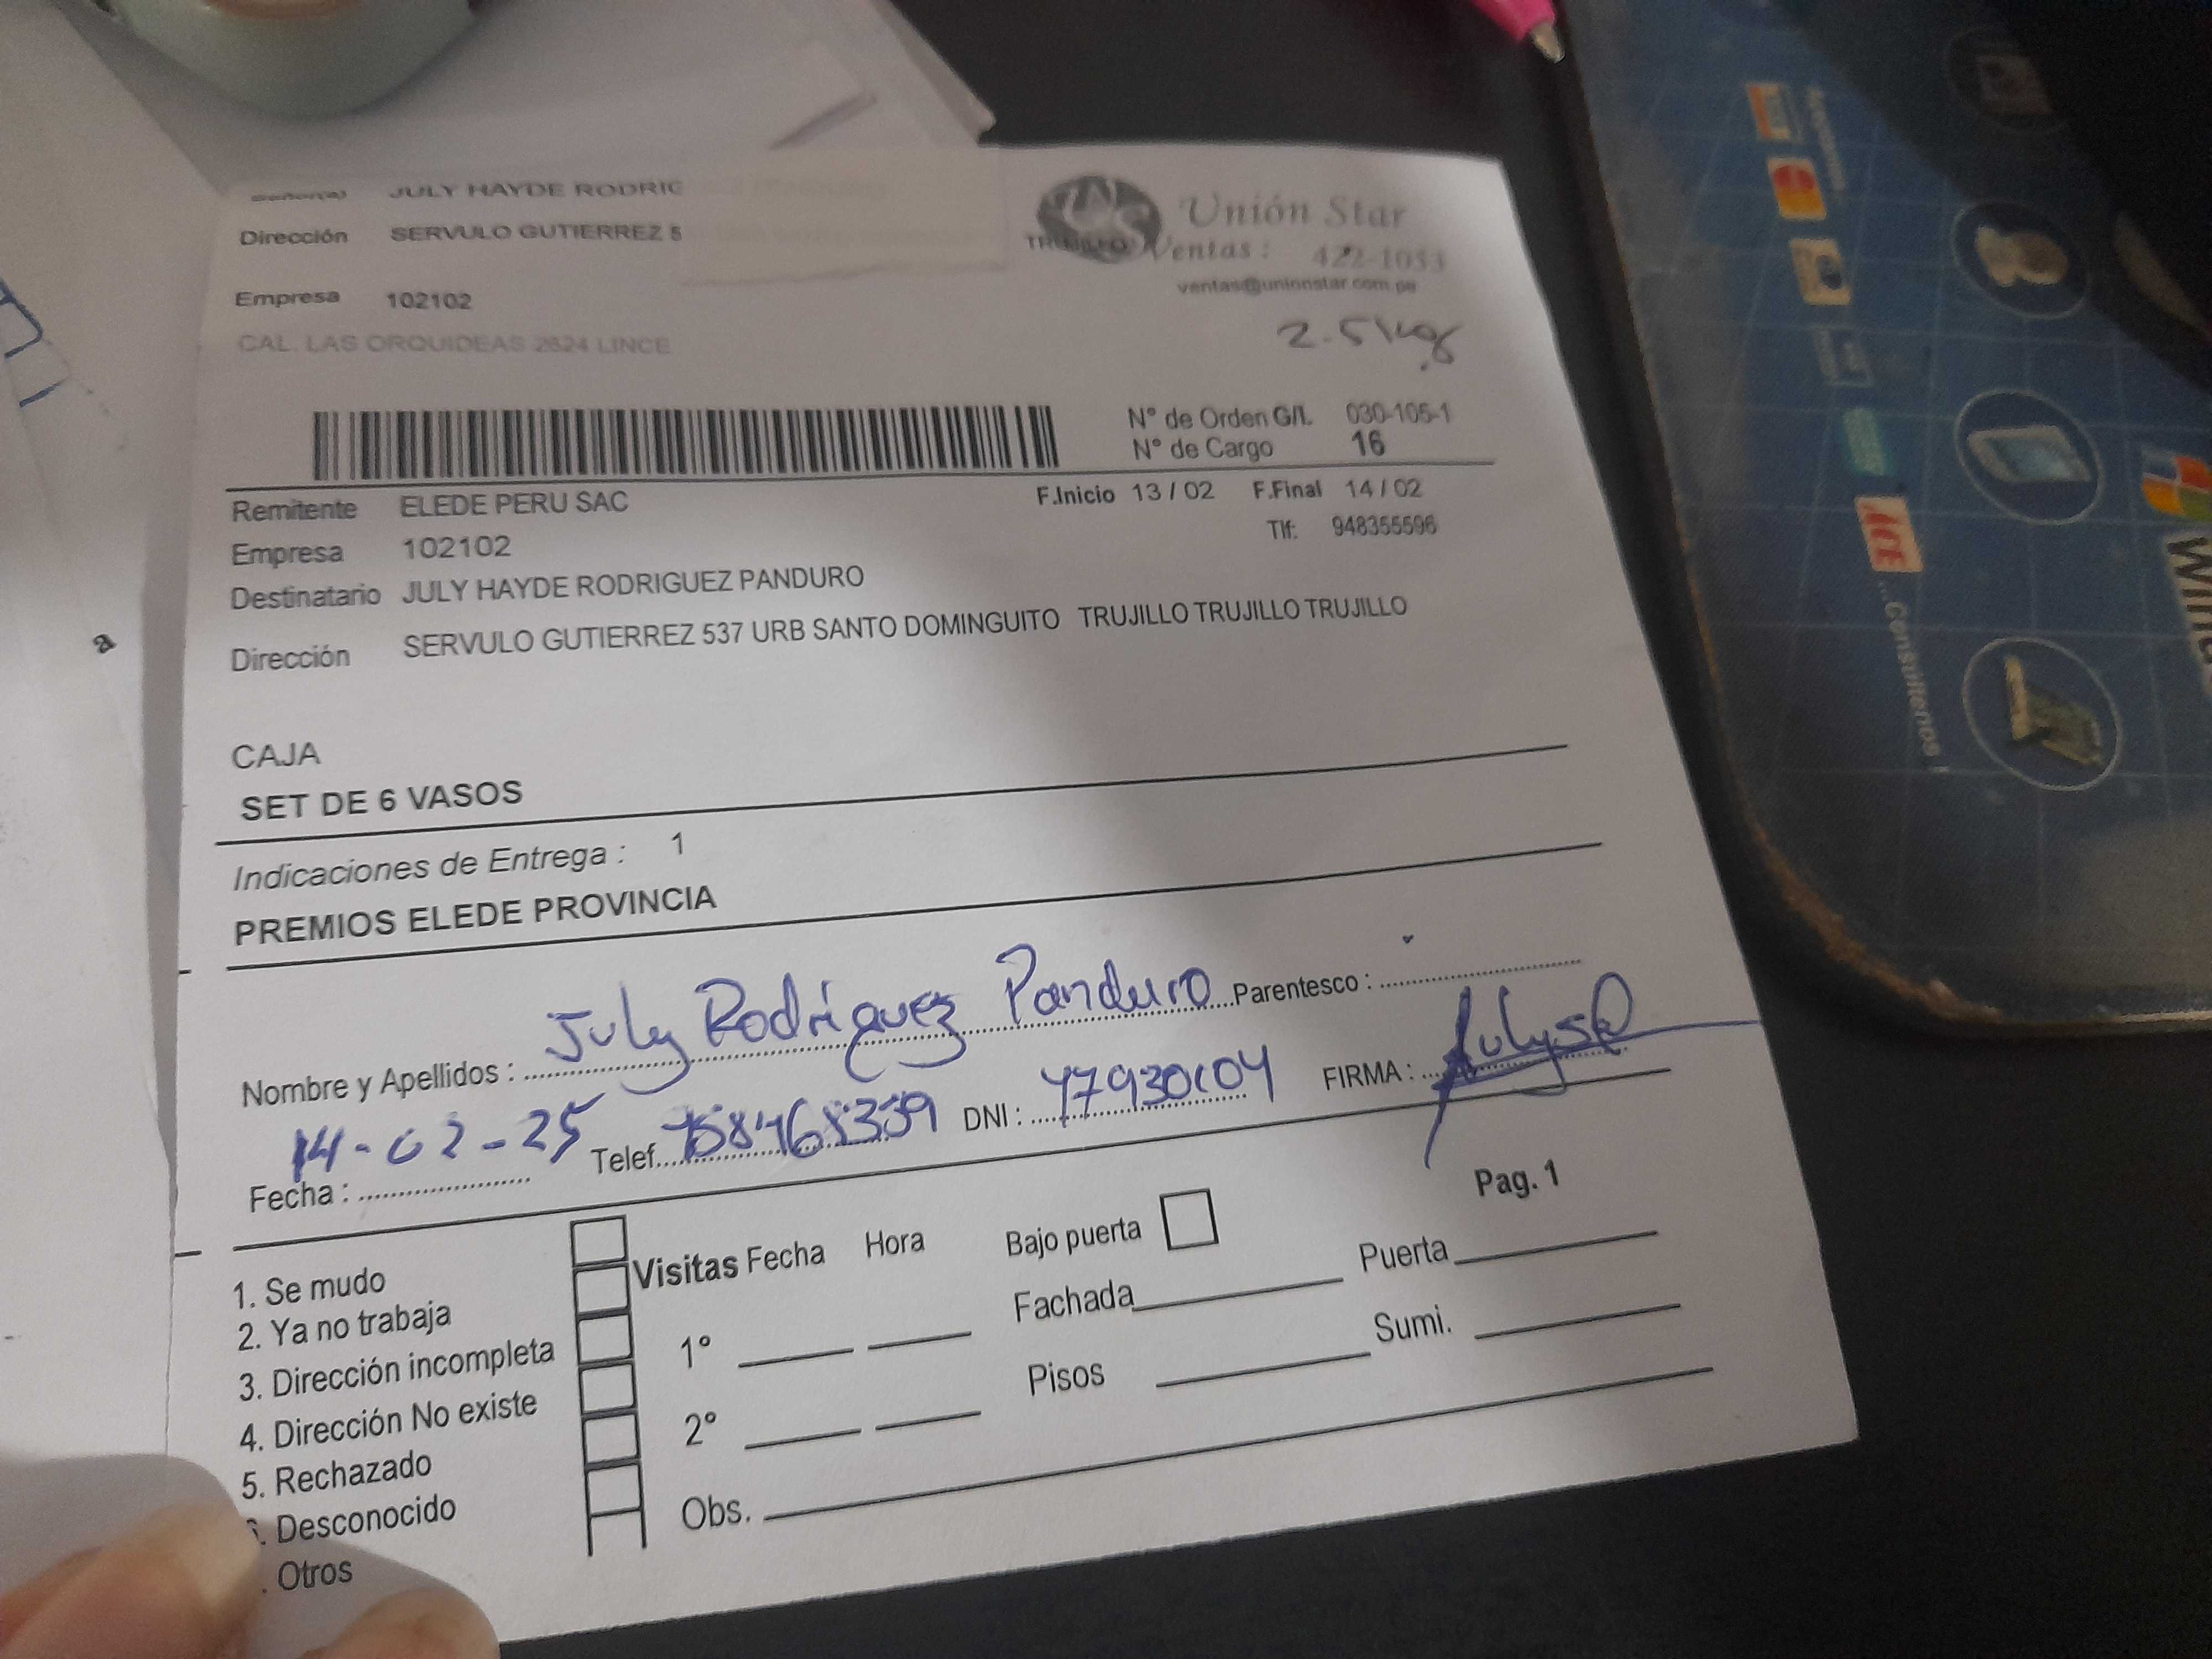 JULY HAYDE RODRIG
Dirección SERVULO GUTIERREZ 5
Unión Star
TRUJILLO Ventas : 422-1053
ventas@unionstar.com.pe
Empresa 102102
CAL. LAS ORQUIDEAS 2624 LINCE
2.5kg
N° de Orden G/L 030-105-1
N° de Cargo 16
Remitente ELEDE PERU SAC F.Inicio 13 / 02 F.Final 14 / 02
Empresa 102102 Tlf: 948355596
Destinatario JULY HAYDE RODRIGUEZ PANDURO
Dirección SERVULO GUTIERREZ 537 URB SANTO DOMINGUITO TRUJILLO TRUJILLO TRUJILLO
CAJA
SET DE 6 VASOS
Indicaciones de Entrega : 1
PREMIOS ELEDE PROVINCIA
Nombre y Apellidos : July Rodriguez Panduro Parentesco :
Fecha : 14-02-25 Telef. DNI : FIRMA :
Pag. 1
1. Se mudo
2. Ya no trabaja
3. Dirección incompleta
4. Dirección No existe
5. Rechazado
. Desconocido
. Otros
Visitas Fecha Hora
1°
2°
Obs.
Bajo puerta
Fachada Puerta
Pisos Sumi.
ACE
...Consúltenos !